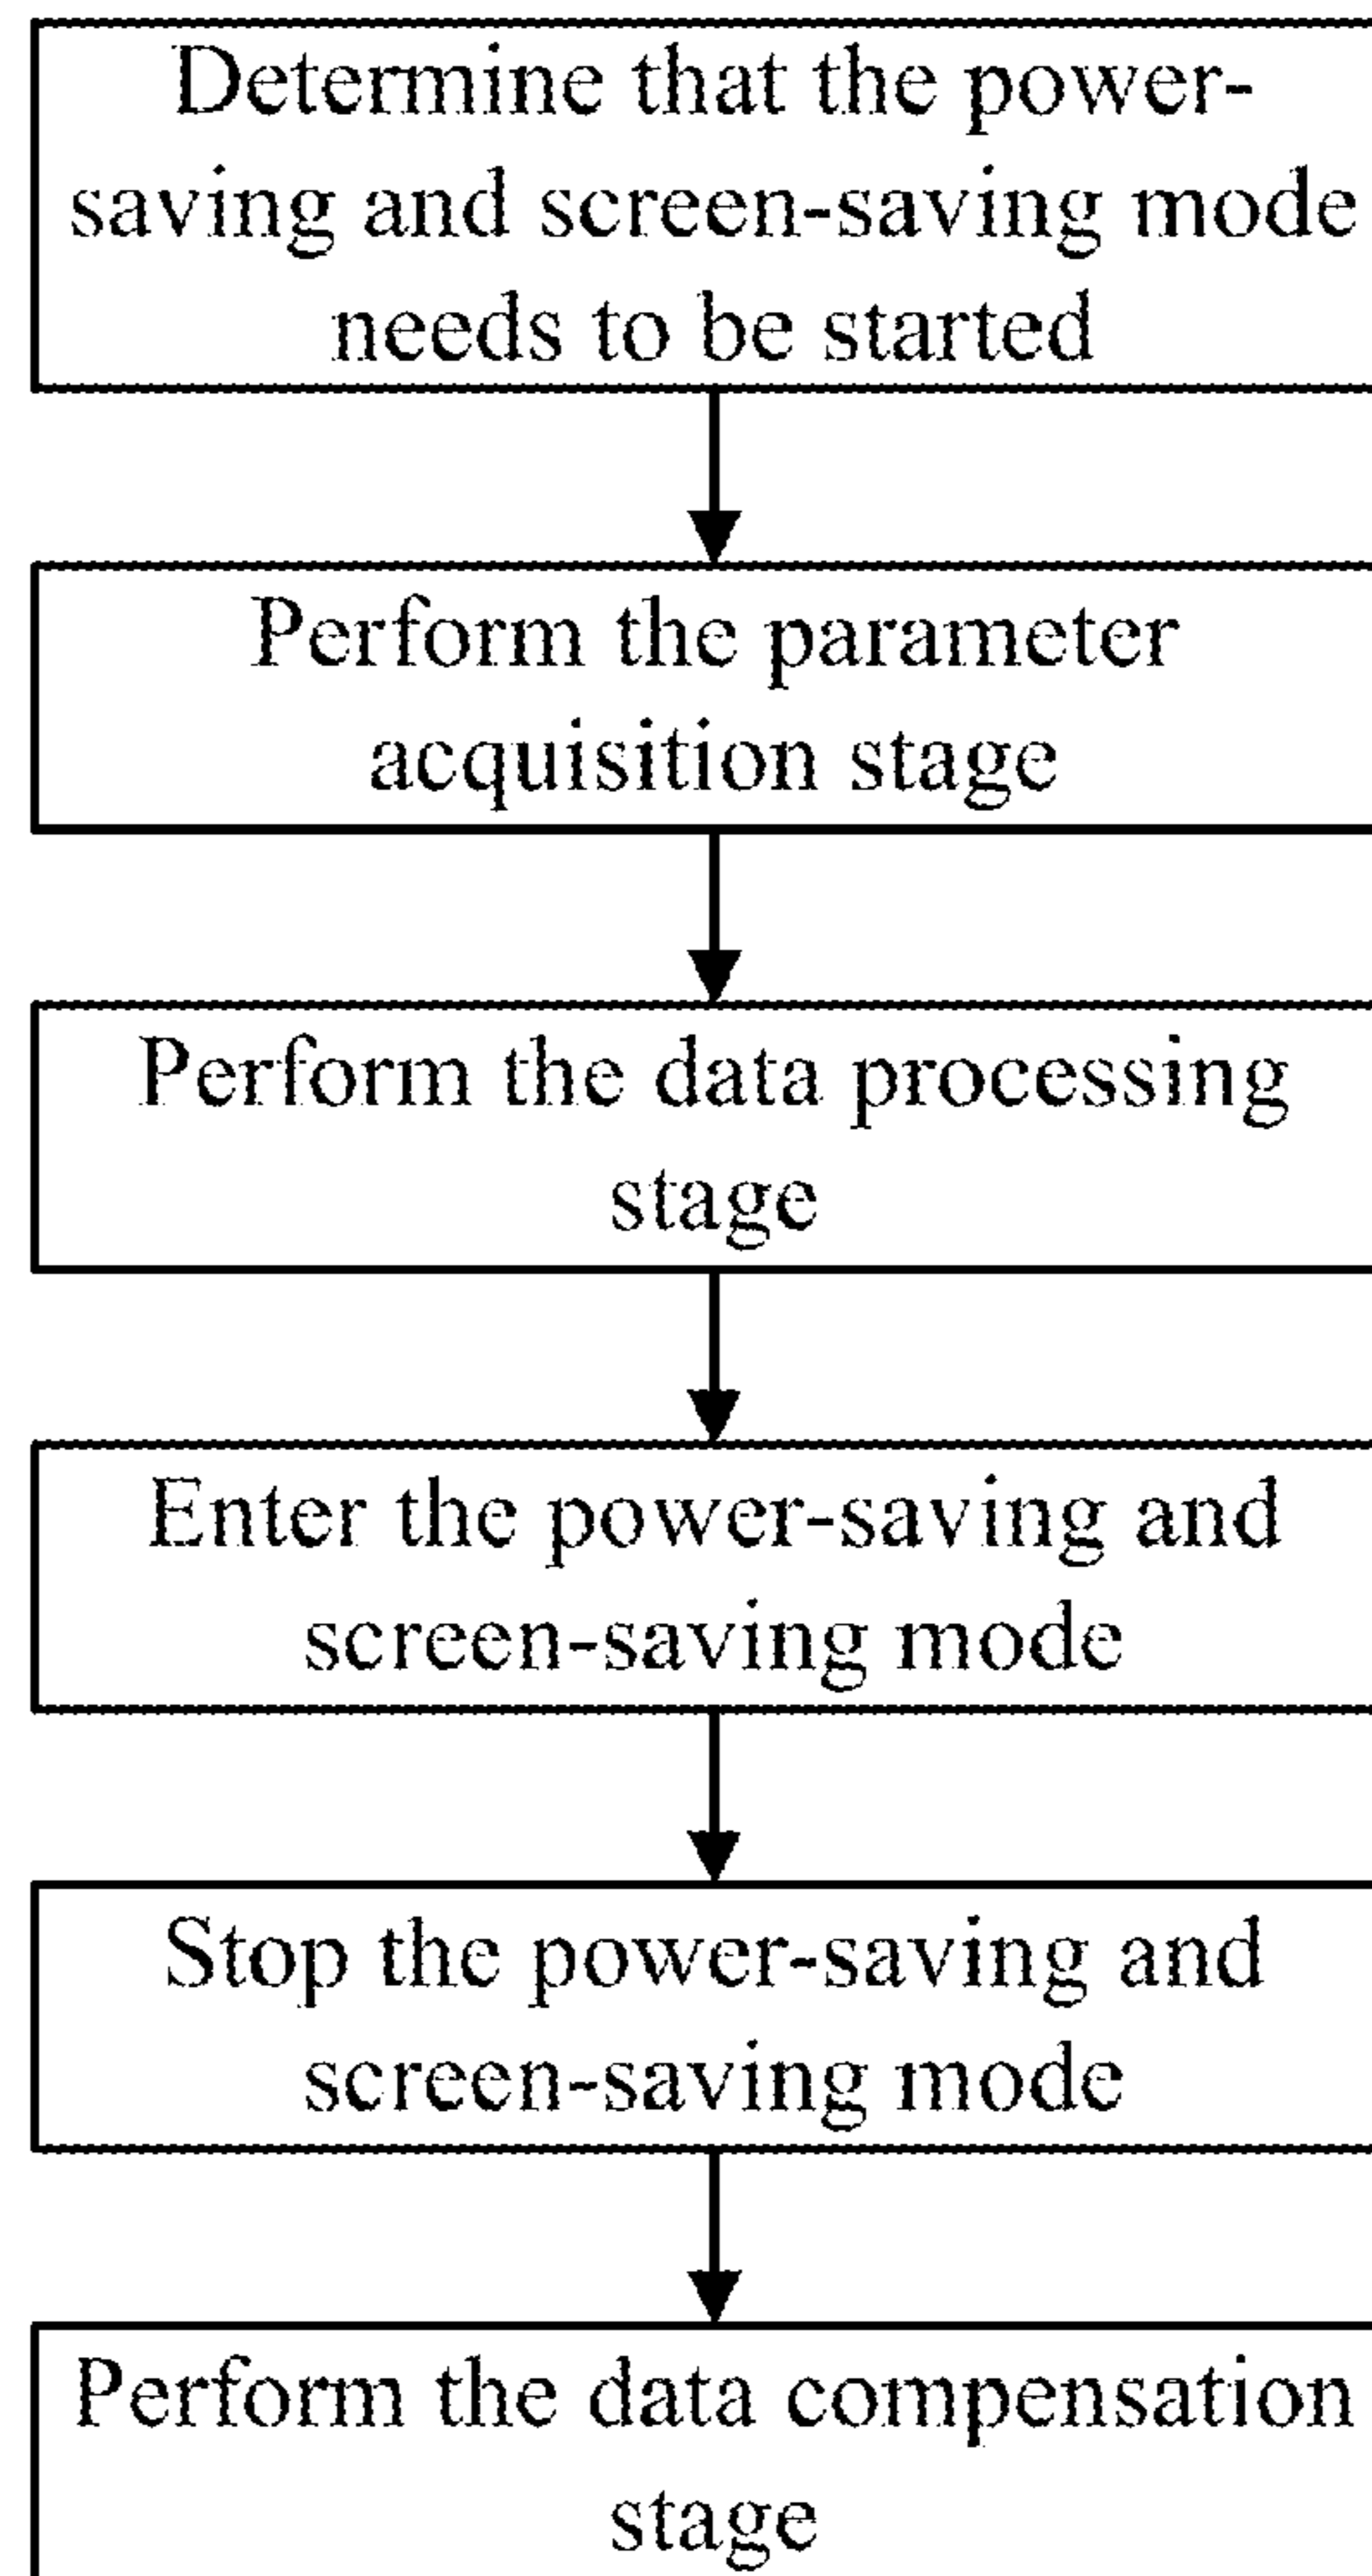 Determine that the power-
saving and screen-saving mode
needs to be started
Perform the parameter
acquisition stage
Perform the data processing
stage
Enter the power-saving and
screen-saving mode
Stop the power-saving and
screen-saving mode
Perform the data compensation
stage